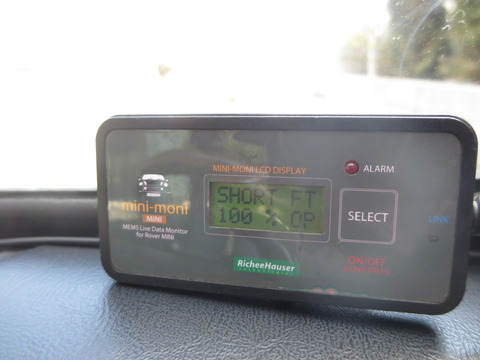 MINI-MONI LCD DISPLAY
ALARM
SHORT FT
100 % OP
SELECT
mini-moni
MINI
MEMS Live Data Monitor
for Rover MINI
LINK
RicheeHauser
ON/OFF